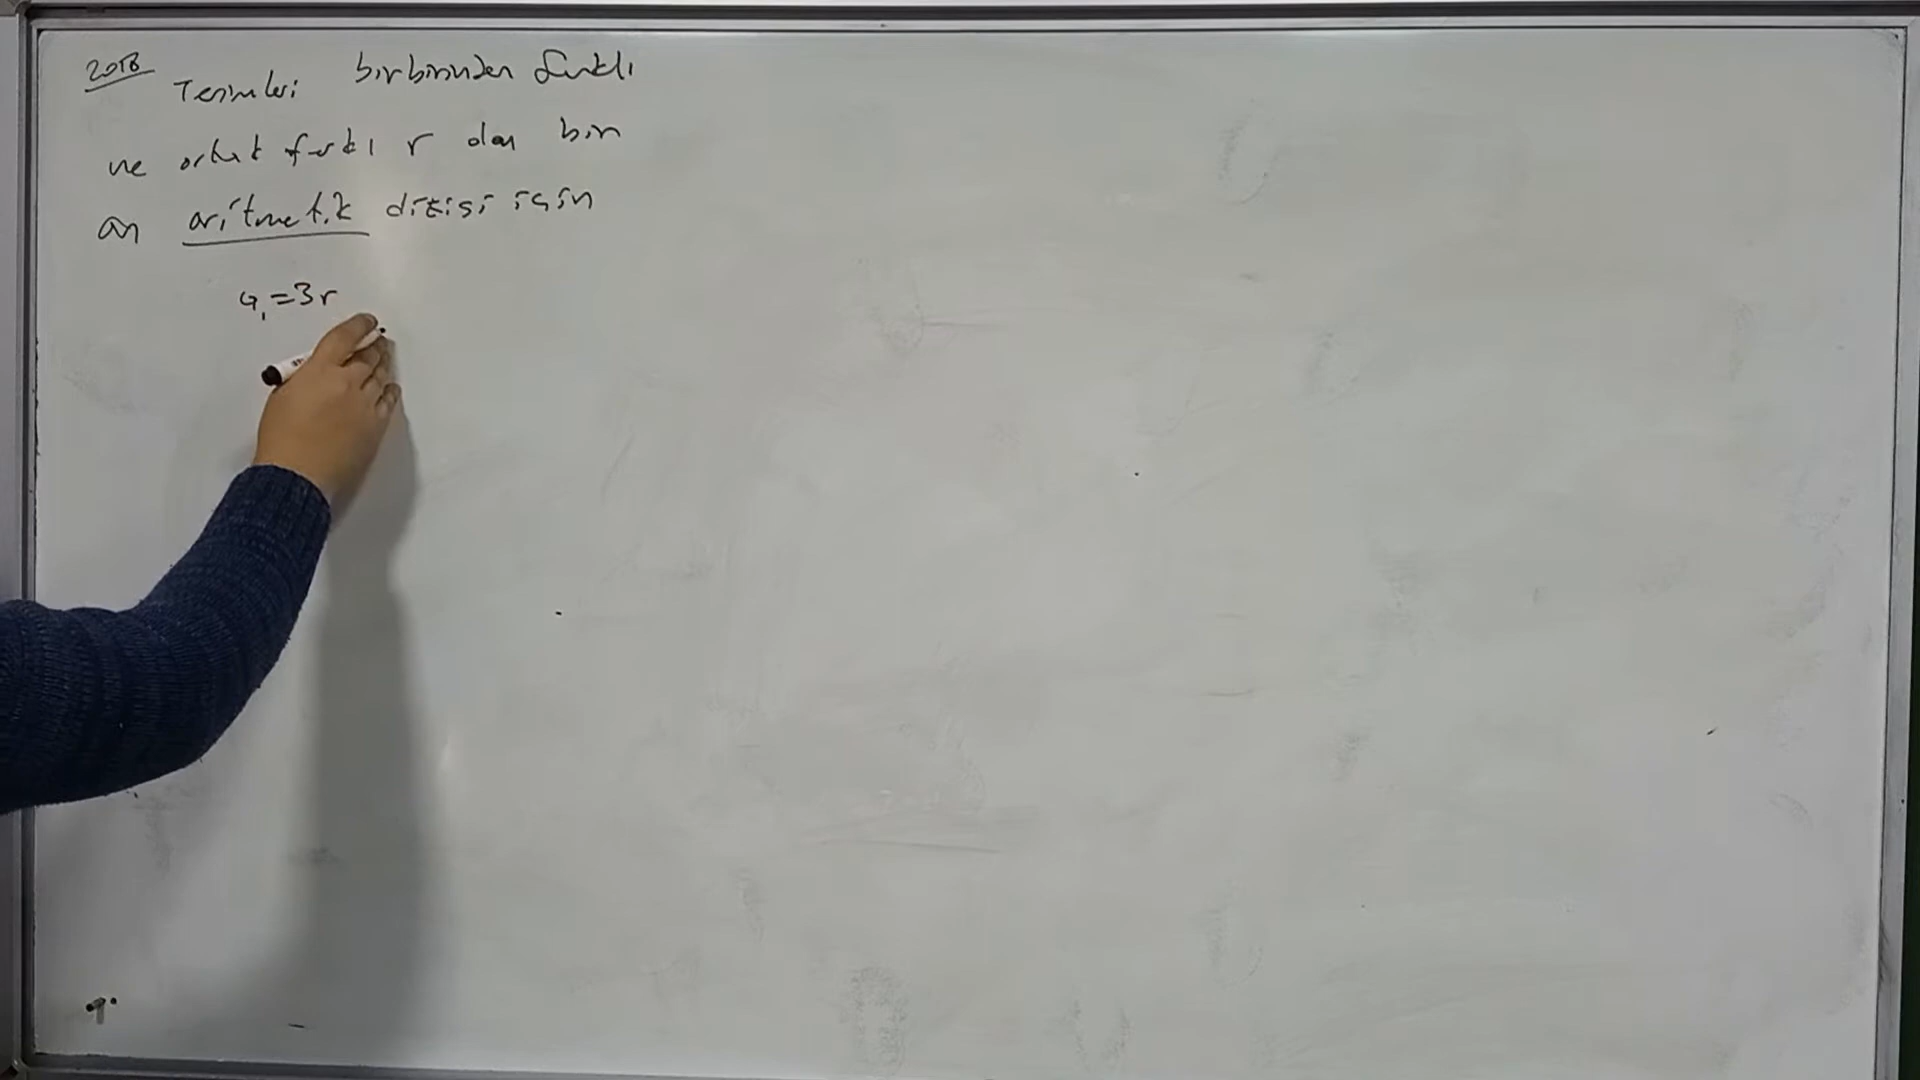 2018 Terimleri birbirinden farklı
ve ortak farkı r olan bir
an aritmetik dizisi için
a₁ = 3r